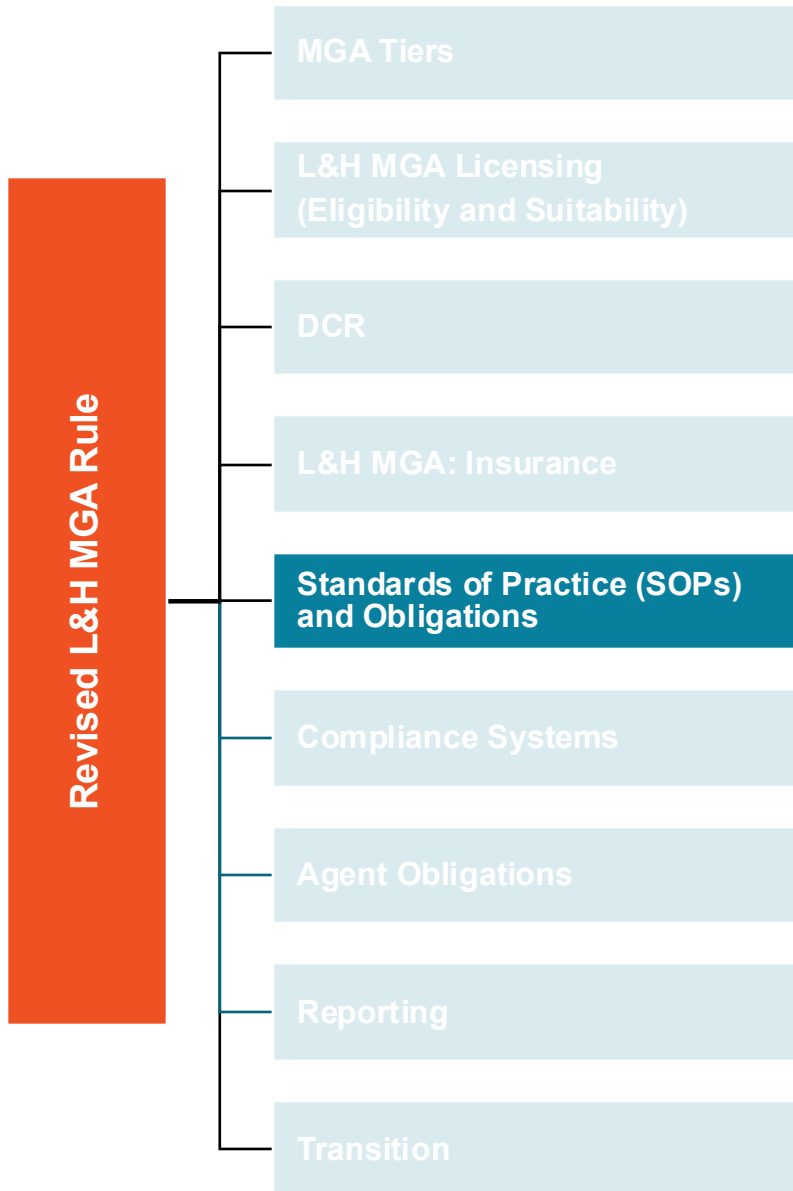 Revised L&H MGA Rule
MGA Tiers
L&H MGA Licensing
(Eligibility and Suitability)
DCR
L&H MGA: Insurance
Standards of Practice (SOPs)
and Obligations
Compliance Systems
Agent Obligations
Reporting
Transition